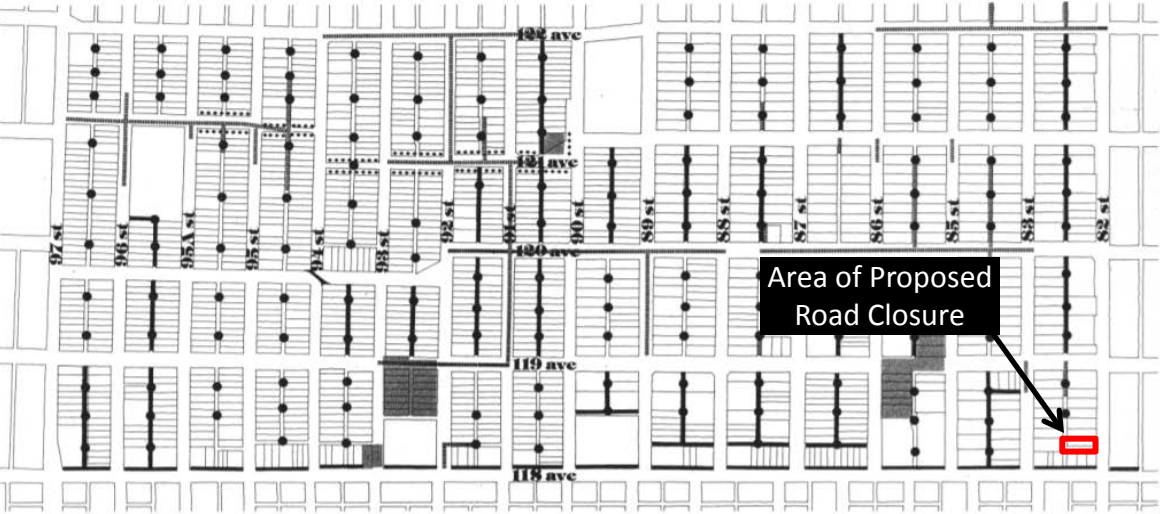 122 ave
121 ave
97 st
96 st
95A st
95 st
94 st
93 st
92 st
91 st
90 st
89 st
88 st
87 st
86 st
85 st
83 st
82 st
120 ave
Area of Proposed
Road Closure
119 ave
118 ave